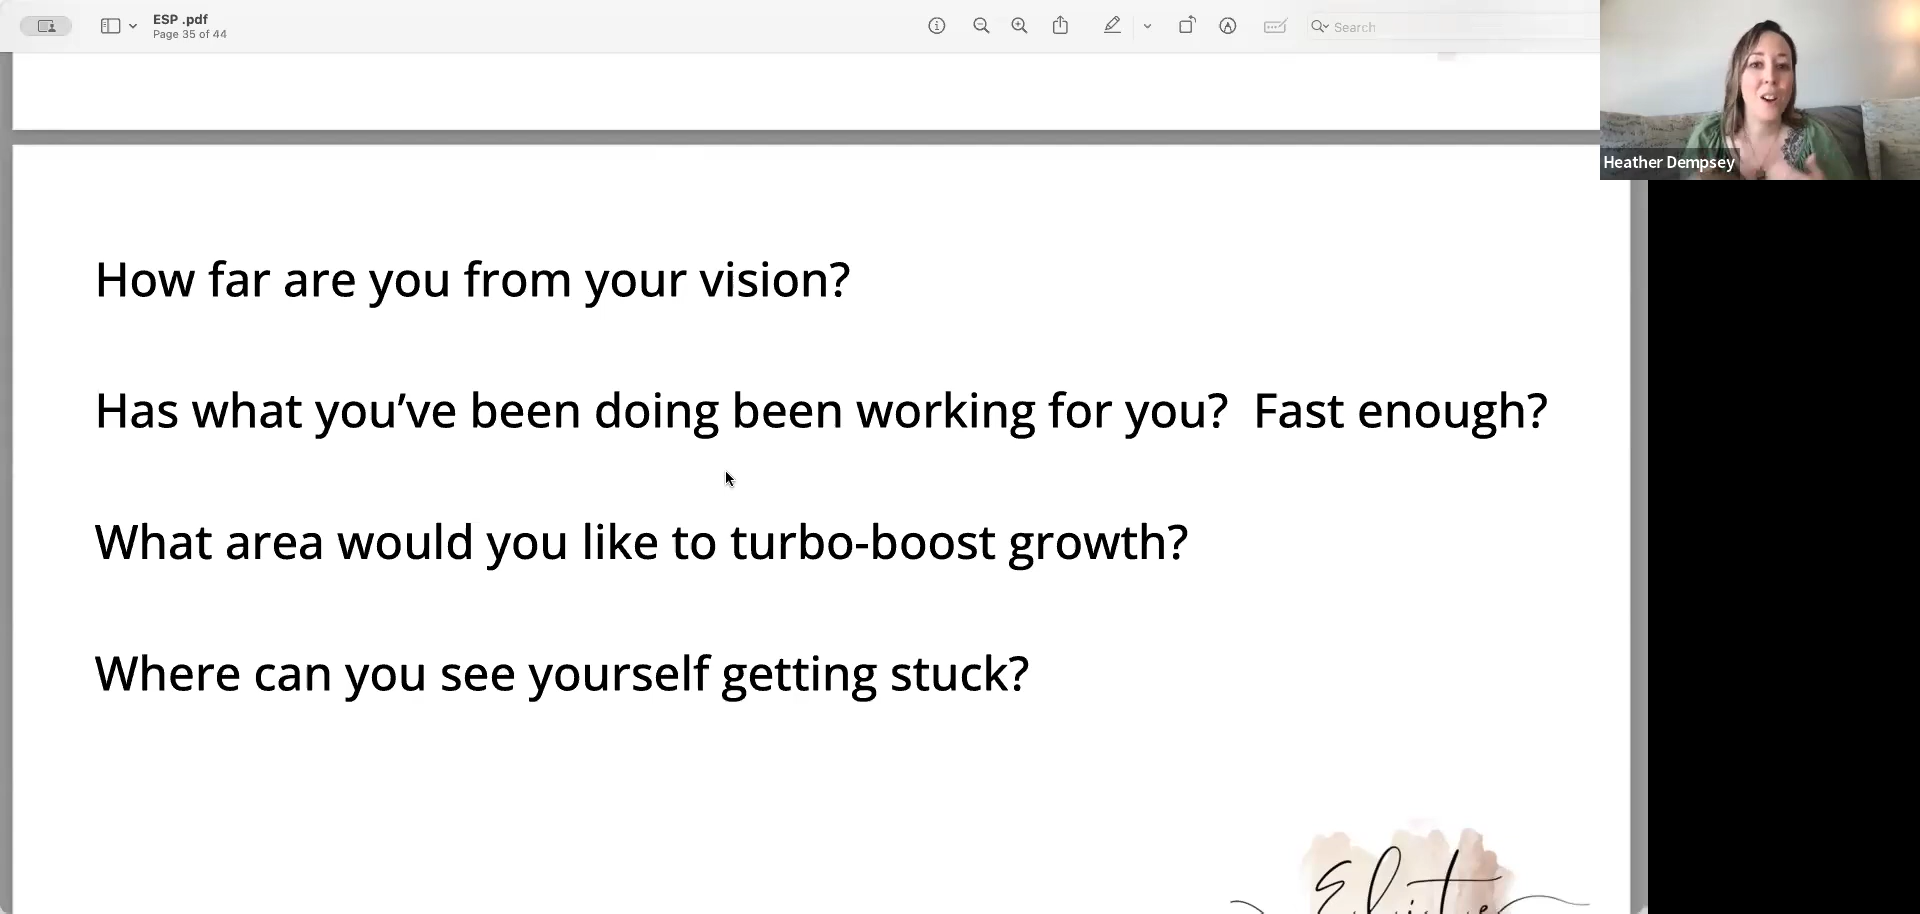 ESP .pdf
Page 35 of 44
Search
Heather Dempsey
How far are you from your vision?
Has what you’ve been doing been working for you?  Fast enough?
What area would you like to turbo-boost growth?
Where can you see yourself getting stuck?